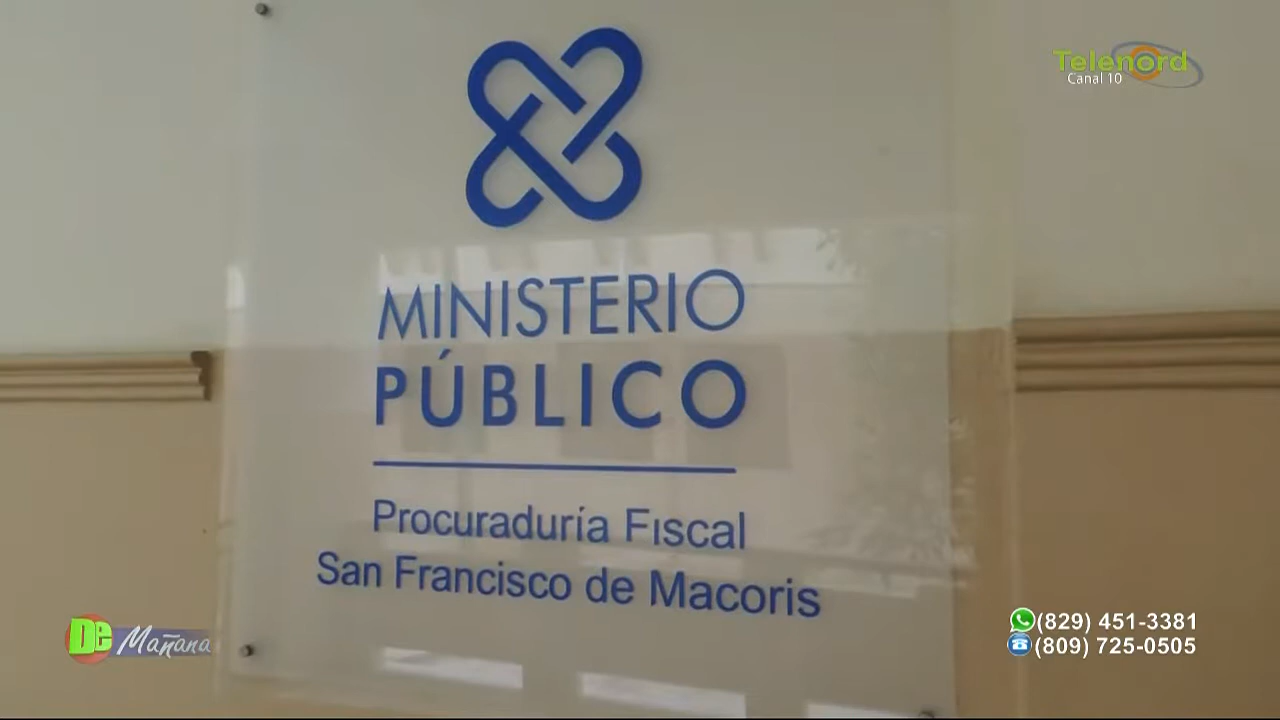 Telenord
Canal 10
MINISTERIO
PÚBLICO
Procuraduría Fiscal
San Francisco de Macoris
De Mañana
(829) 451-3381
(809) 725-0505